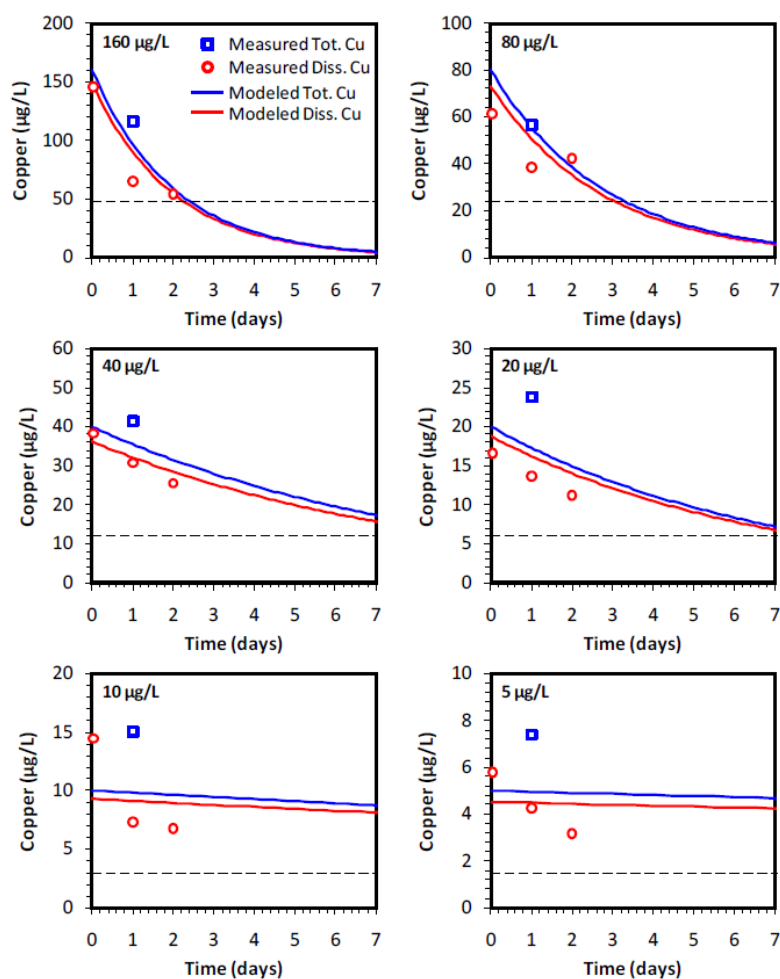 160 µg/L
Measured Tot. Cu
Measured Diss. Cu
Modeled Tot. Cu
Modeled Diss. Cu
Copper (µg/L)
200
150
100
50
0
0 1 2 3 4 5 6 7
Time (days)
80 µg/L
Copper (µg/L)
100
80
60
40
20
0
0 1 2 3 4 5 6 7
Time (days)
40 µg/L
Copper (µg/L)
60
50
40
30
20
10
0
0 1 2 3 4 5 6 7
Time (days)
20 µg/L
Copper (µg/L)
30
25
20
15
10
5
0
0 1 2 3 4 5 6 7
Time (days)
10 µg/L
Copper (µg/L)
20
15
10
5
0
0 1 2 3 4 5 6 7
Time (days)
5 µg/L
Copper (µg/L)
10
8
6
4
2
0
0 1 2 3 4 5 6 7
Time (days)